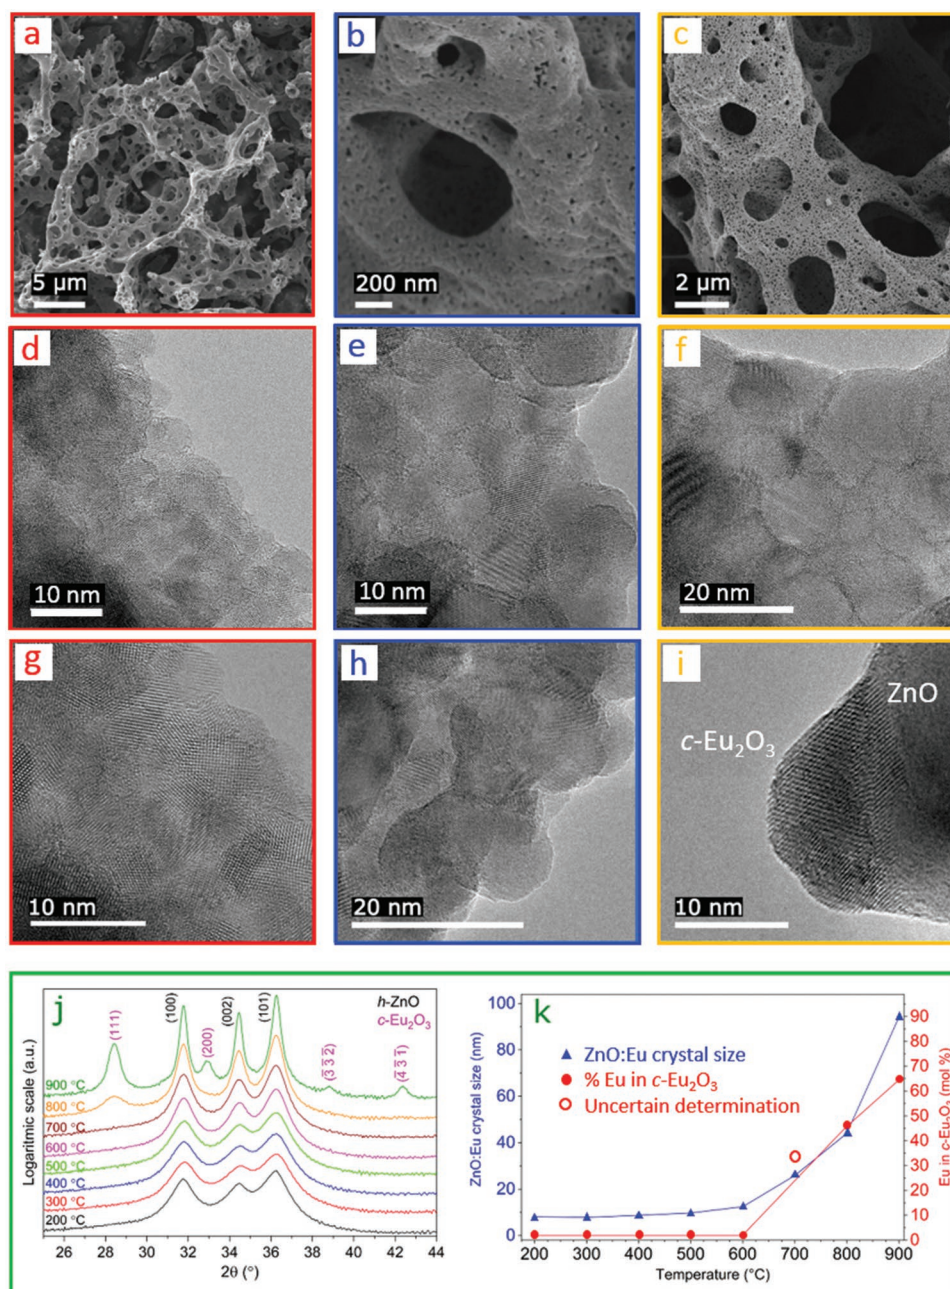 a
b
c
5 µm
200 nm
2 µm
d
e
f
10 nm
10 nm
20 nm
g
h
i
ZnO
c-Eu₂O₃
10 nm
20 nm
10 nm
j
h-ZnO
c-Eu₂O₃
(111)
(100)
(200)
(002)
(101)
(3̄ 3̄ 2̄)
(4̄ 3̄ 1̄)
Logaritmic scale (a.u.)
900 °C
800 °C
700 °C
600 °C
500 °C
400 °C
300 °C
200 °C
26 28 30 32 34 36 38 40 42 44
2θ (°)
k
ZnO:Eu crystal size (nm)
100
80
60
40
20
0
ZnO:Eu crystal size
% Eu in c-Eu₂O₃
Uncertain determination
90
80
70
60
50
40
30
20
10
0
Eu in c-Eu₂O₃ (mol %)
200 300 400 500 600 700 800 900
Temperature (°C)